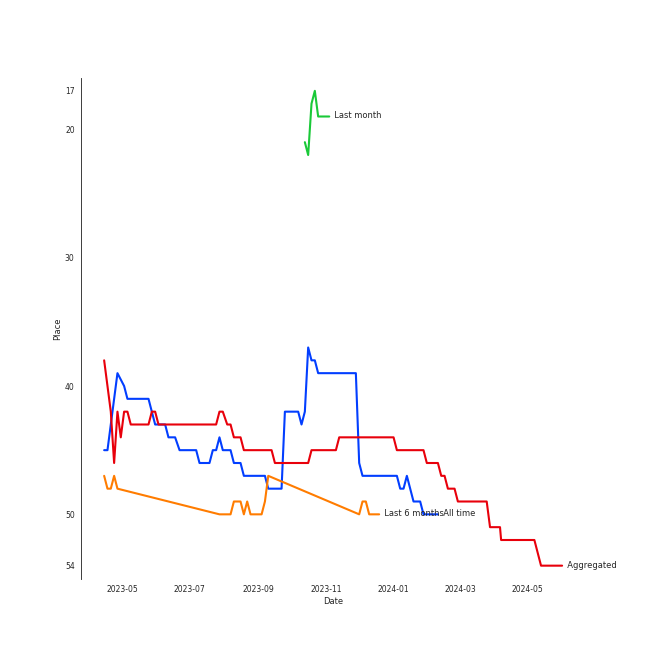 17
Last month
20
30
Place
40
50
Last 6 months
All time
54
Aggregated
2023-05
2023-07
2023-09
2023-11
2024-01
2024-03
2024-05
Date